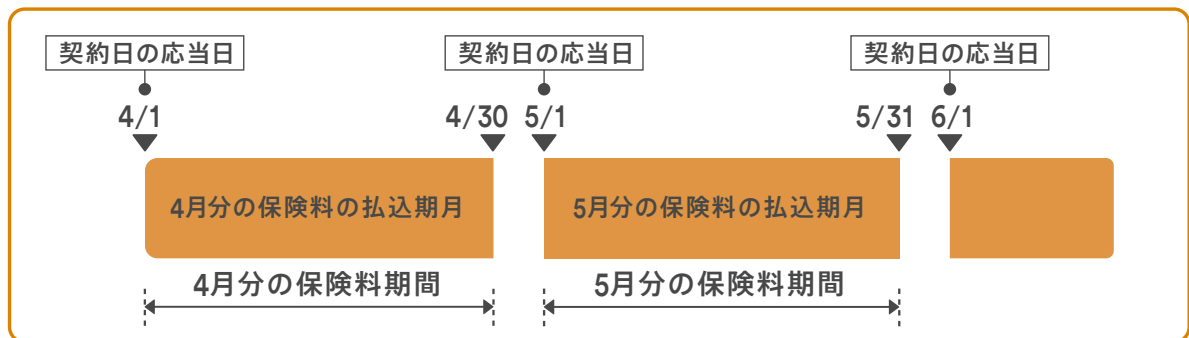 契約日の応当日 契約日の応当日 契約日の応当日
4/1 4/30 5/1 5/31 6/1
4月分の保険料の払込期月 5月分の保険料の払込期月
4月分の保険料期間 5月分の保険料期間